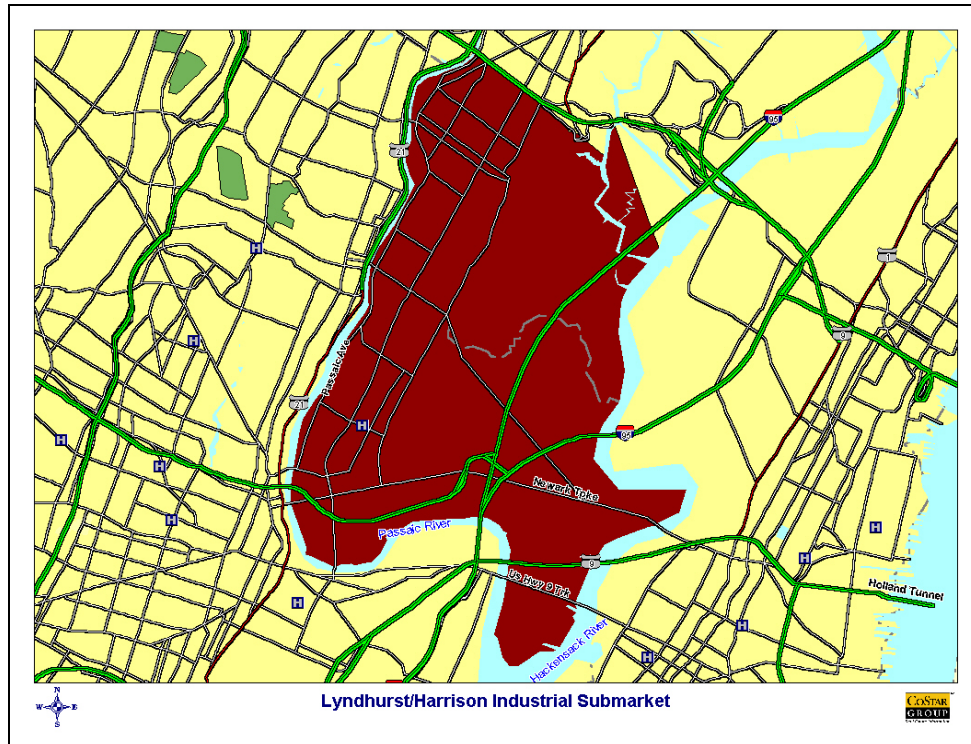 95
21
1
H
9
Passaic Ave
H
21
H
H
95
H
H
Newark Tpke
H
Passaic River
H
H
9
US Hwy 9 Trk
Holland Tunnel
H
H
Hackensack River
H
N
W E
S
Lyndhurst/Harrison Industrial Submarket
COSTAR
GROUP